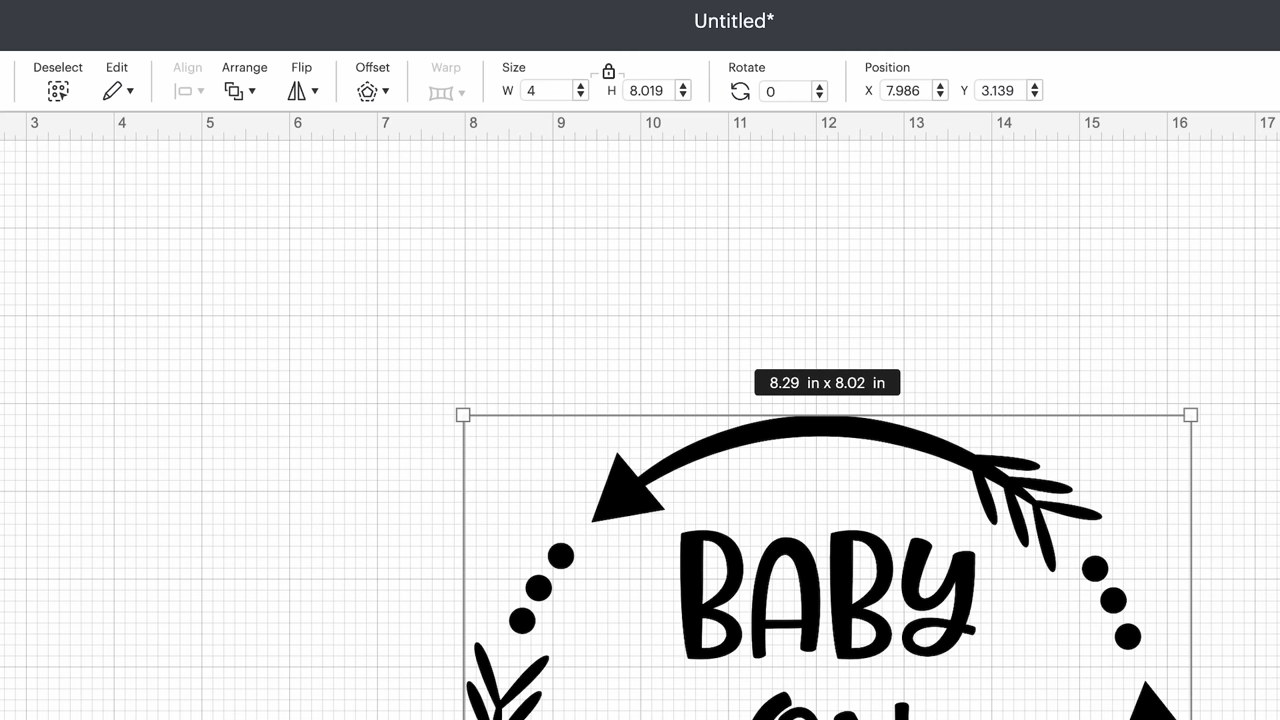 Untitled*
Deselect Edit Align Arrange Flip Offset Warp Size Rotate Position
W 4 H 8.019 0 X 7.986 Y 3.139
3 4 5 6 7 8 9 10 11 12 13 14 15 16 17
8.29 in x 8.02 in
BABY